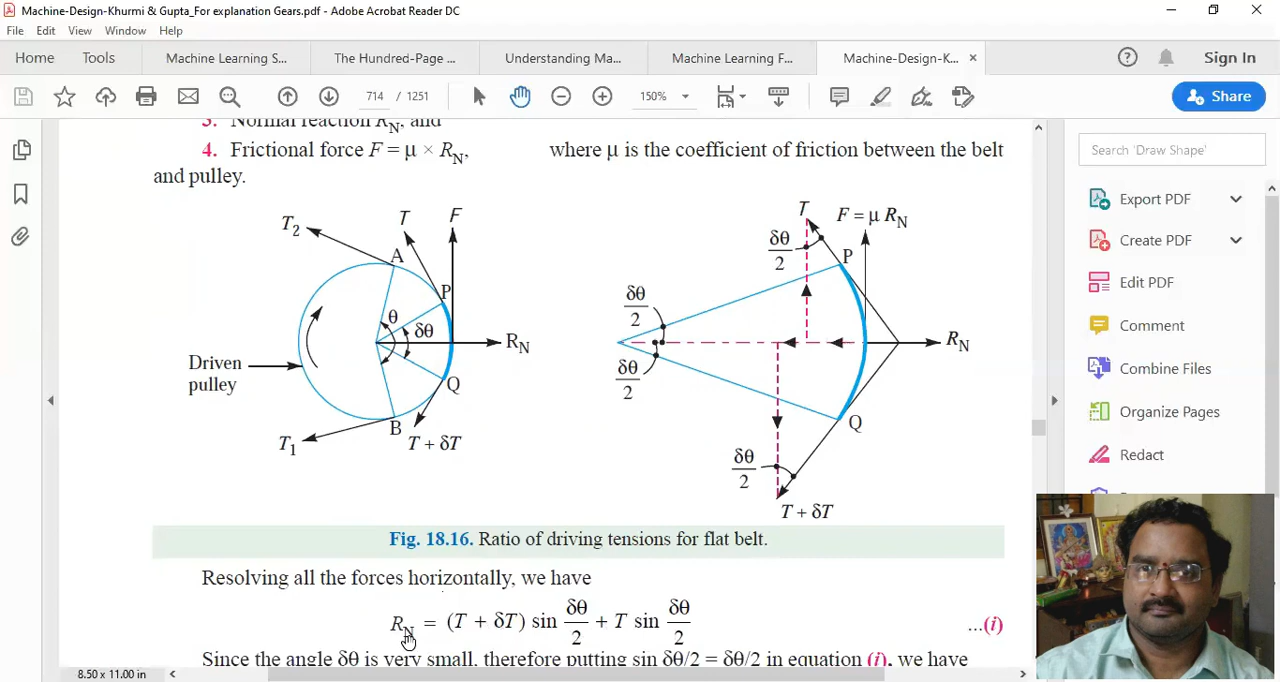 Machine-Design-Khurmi & Gupta_For explanation Gears.pdf - Adobe Acrobat Reader DC
File Edit View Window Help
Home Tools Machine Learning S... The Hundred-Page ... Understanding Ma... Machine Learning F... Machine-Design-K... × Sign In
714 / 1251 150% Share
3. Normal reaction RN, and
4. Frictional force F = μ × RN, where μ is the coefficient of friction between the belt
and pulley.
T2 T F
A P
θ δθ
RN
Driven
pulley
Q
B
T1 T + δT
T F = μ RN
δθ/2 P
δθ/2
RN
δθ/2
Q
δθ/2
T + δT
Fig. 18.16. Ratio of driving tensions for flat belt.
Resolving all the forces horizontally, we have
RN = (T + δT) sin δθ/2 + T sin δθ/2 ...(i)
Since the angle δθ is very small, therefore putting sin δθ/2 = δθ/2 in equation (i), we have
8.50 x 11.00 in
Search 'Draw Shape'
Export PDF
Create PDF
Edit PDF
Comment
Combine Files
Organize Pages
Redact